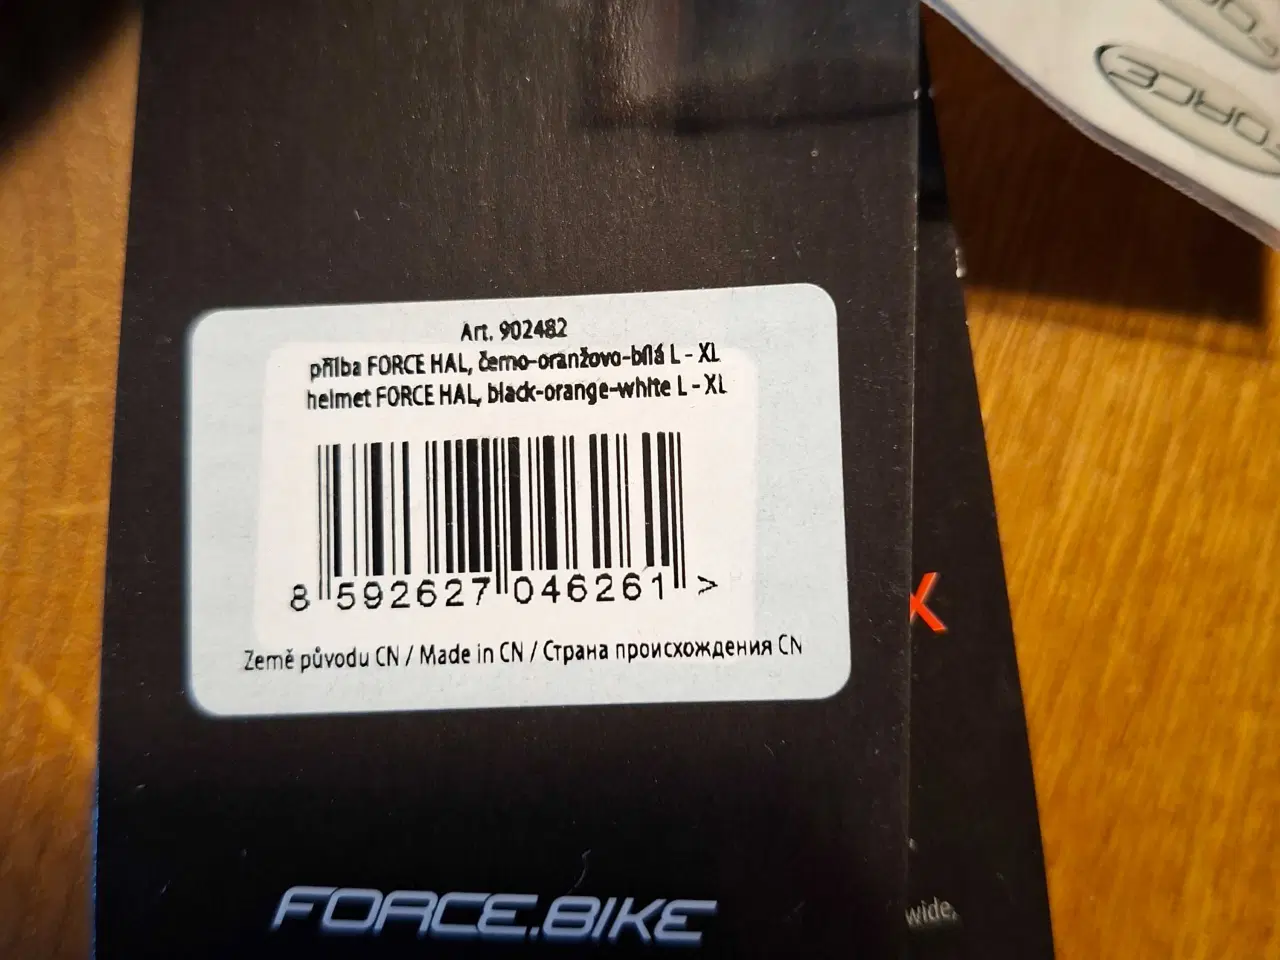 FORCE
Art. 902482
přilba FORCE HAL, černo-oranžovo-bílá L - XL
helmet FORCE HAL, black-orange-white L - XL
8 592627 046261 >
Země původu CN / Made in CN / Страна происхождения CN
FORCE.BIKE
wide,